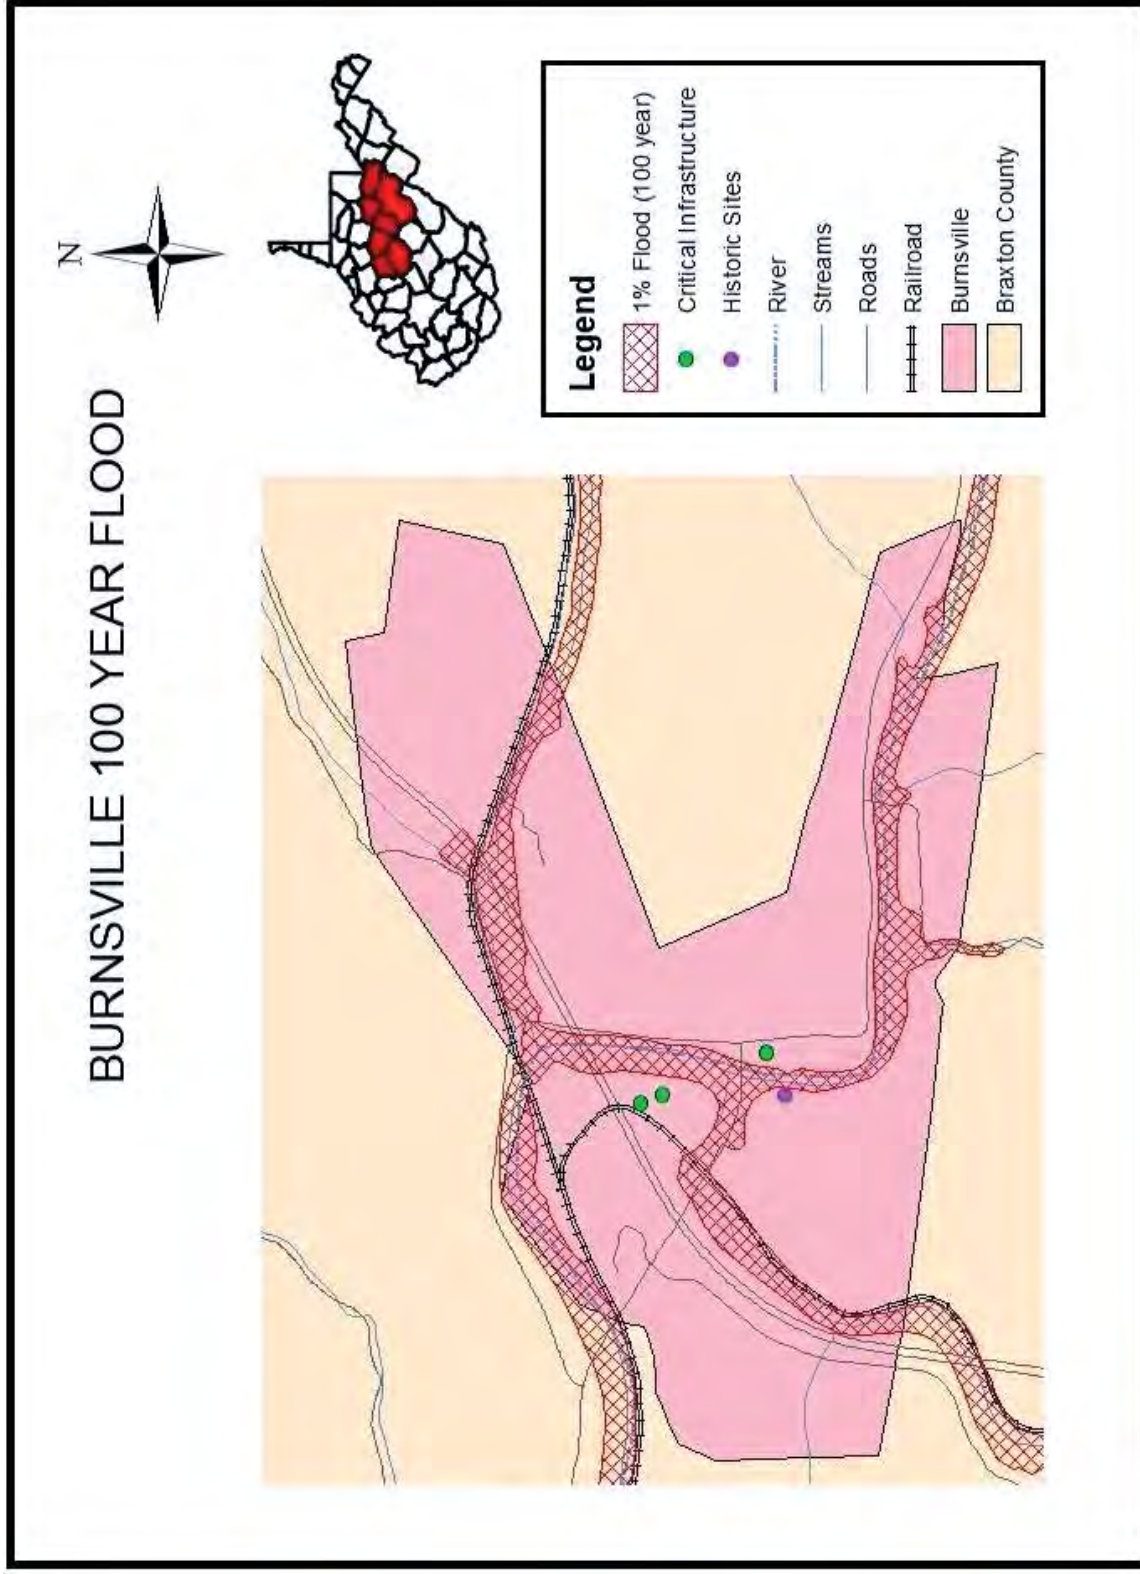 BURNSVILLE 100 YEAR FLOOD
N
Legend
1% Flood (100 year)
Critical Infrastructure
Historic Sites
River
Streams
Roads
Railroad
Burnsville
Braxton County